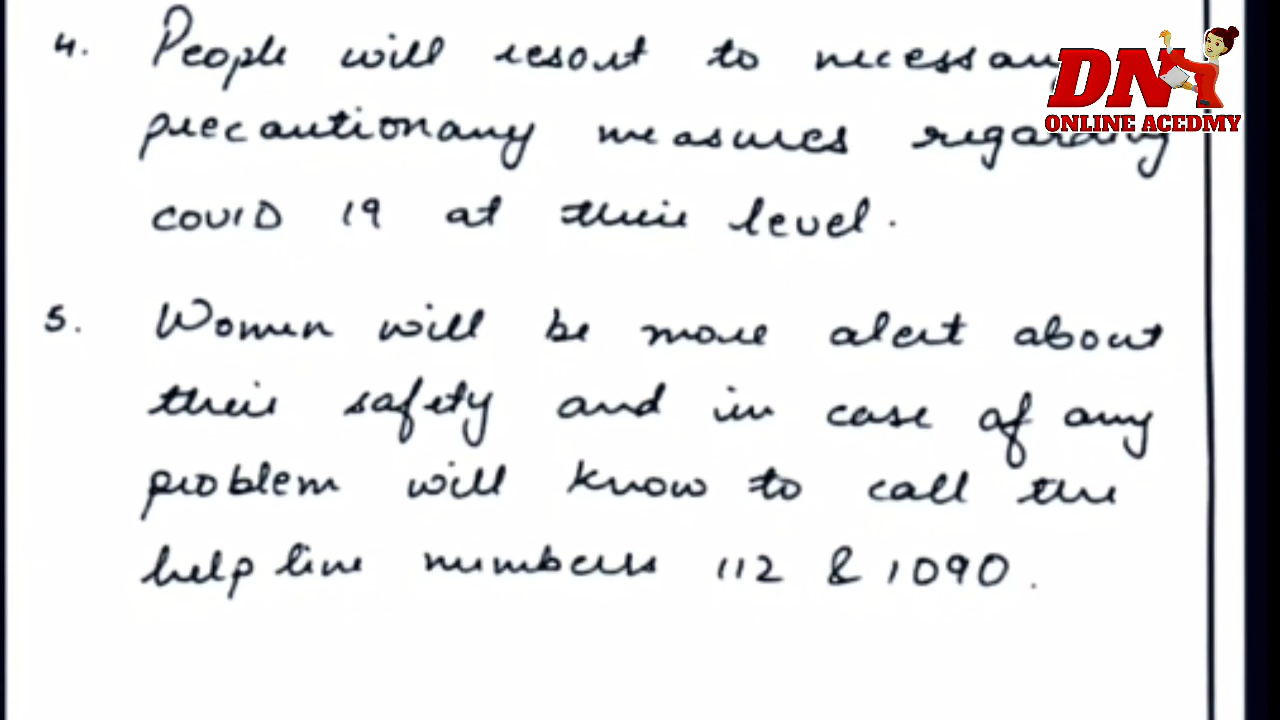 4. People will resort to necessary
precautionary measures regarding
COVID 19 at their level.
5. Women will be more alert about
their safety and in case of any
problem will know to call the
help line numbers 112 & 1090.
DN
ONLINE ACEDMY